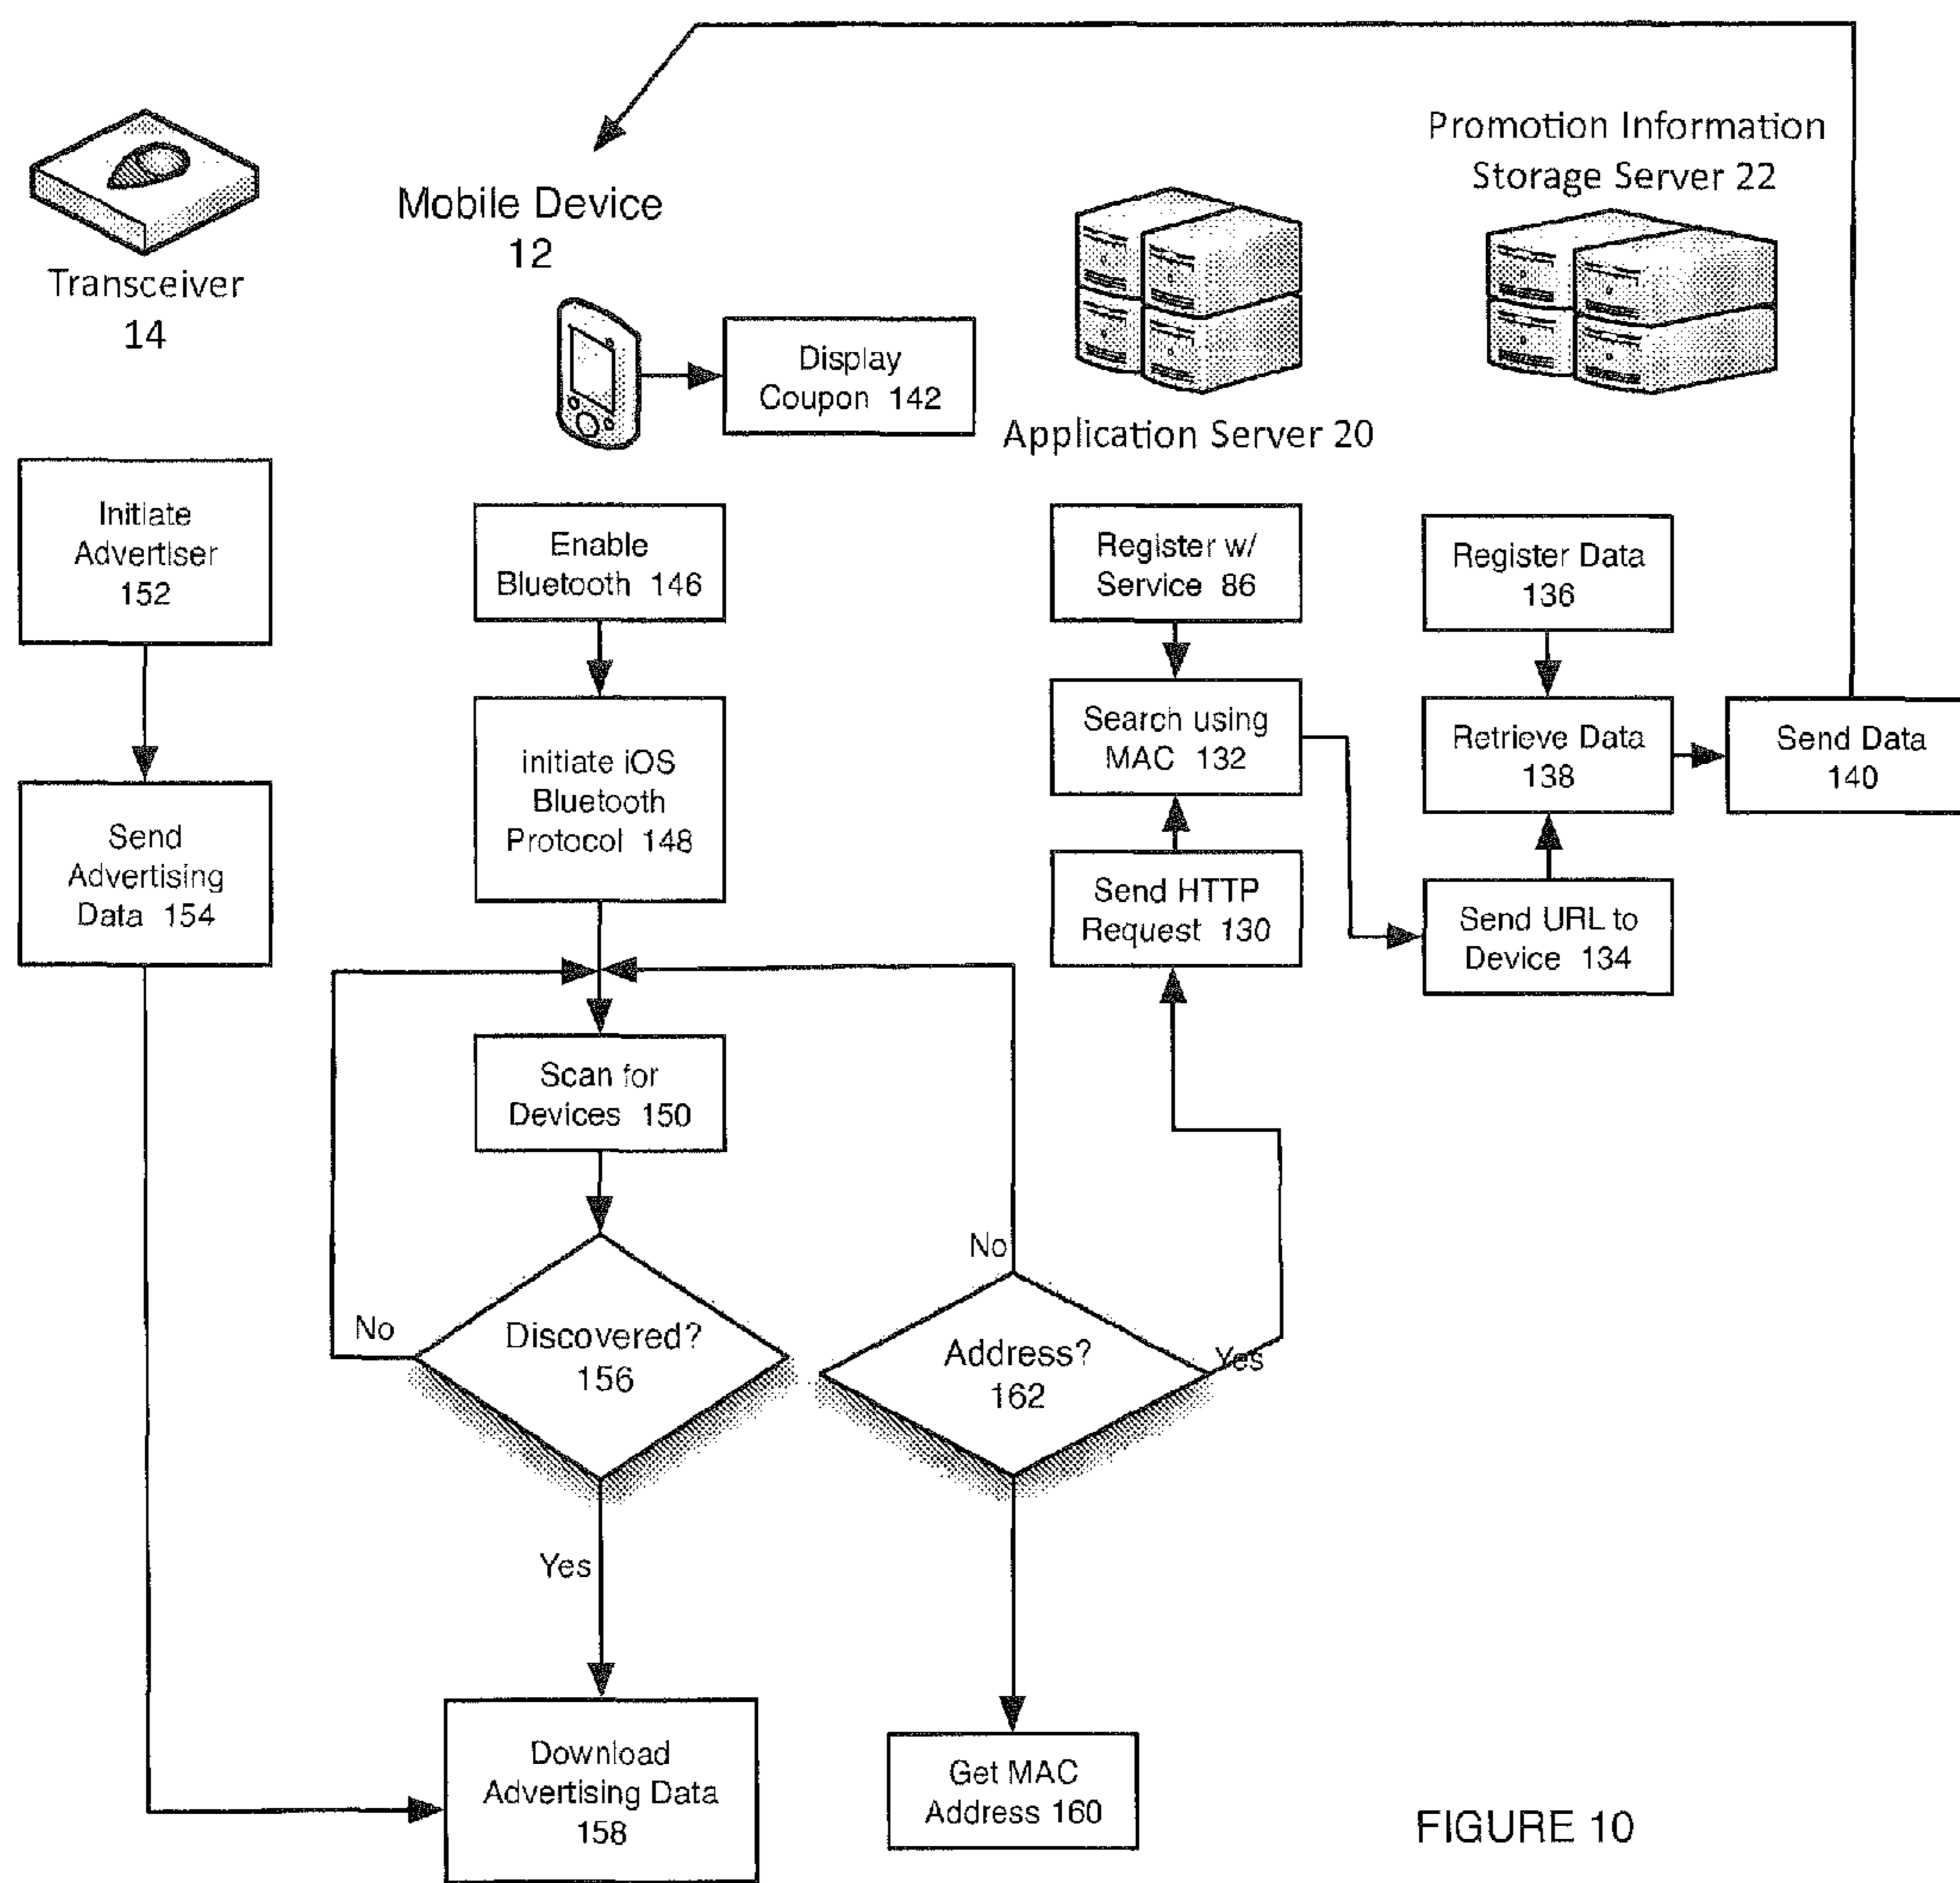 Transceiver
14
Mobile Device
12
Promotion Information
Storage Server 22
Display
Coupon 142
Application Server 20
Initiate
Advertiser
152
Enable
Bluetooth 146
Register w/
Service 86
Register Data
136
Send
Advertising
Data 154
initiate iOS
Bluetooth
Protocol 148
Search using
MAC 132
Retrieve Data
138
Send Data
140
Send HTTP
Request 130
Send URL to
Device 134
Scan for
Devices 150
No
No
Discovered?
156
Address?
162
Yes
Yes
Download
Advertising Data
158
Get MAC
Address 160
FIGURE 10